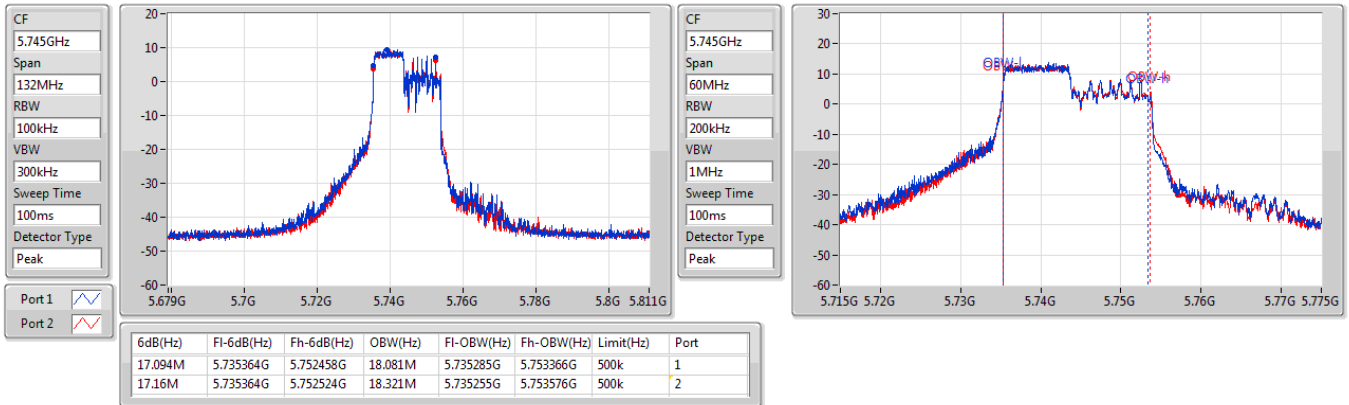 CF
5.745GHz
Span
132MHz
RBW
100kHz
VBW
300kHz
Sweep Time
100ms
Detector Type
Peak
Port 1
Port 2
20
10
0
-10
-20
-30
-40
-50
-60
5.679G 5.7G 5.72G 5.74G 5.76G 5.78G 5.8G 5.811G
CF
5.745GHz
Span
60MHz
RBW
200kHz
VBW
1MHz
Sweep Time
100ms
Detector Type
Peak
30
20
10
0
-10
-20
-30
-40
-50
-60
OBW-l
OBW-h
5.715G 5.72G 5.73G 5.74G 5.75G 5.76G 5.77G 5.775G
6dB(Hz) Fl-6dB(Hz) Fh-6dB(Hz) OBW(Hz) Fl-OBW(Hz) Fh-OBW(Hz) Limit(Hz) Port
17.094M 5.735364G 5.752458G 18.081M 5.735285G 5.753366G 500k 1
17.16M 5.735364G 5.752524G 18.321M 5.735255G 5.753576G 500k 2